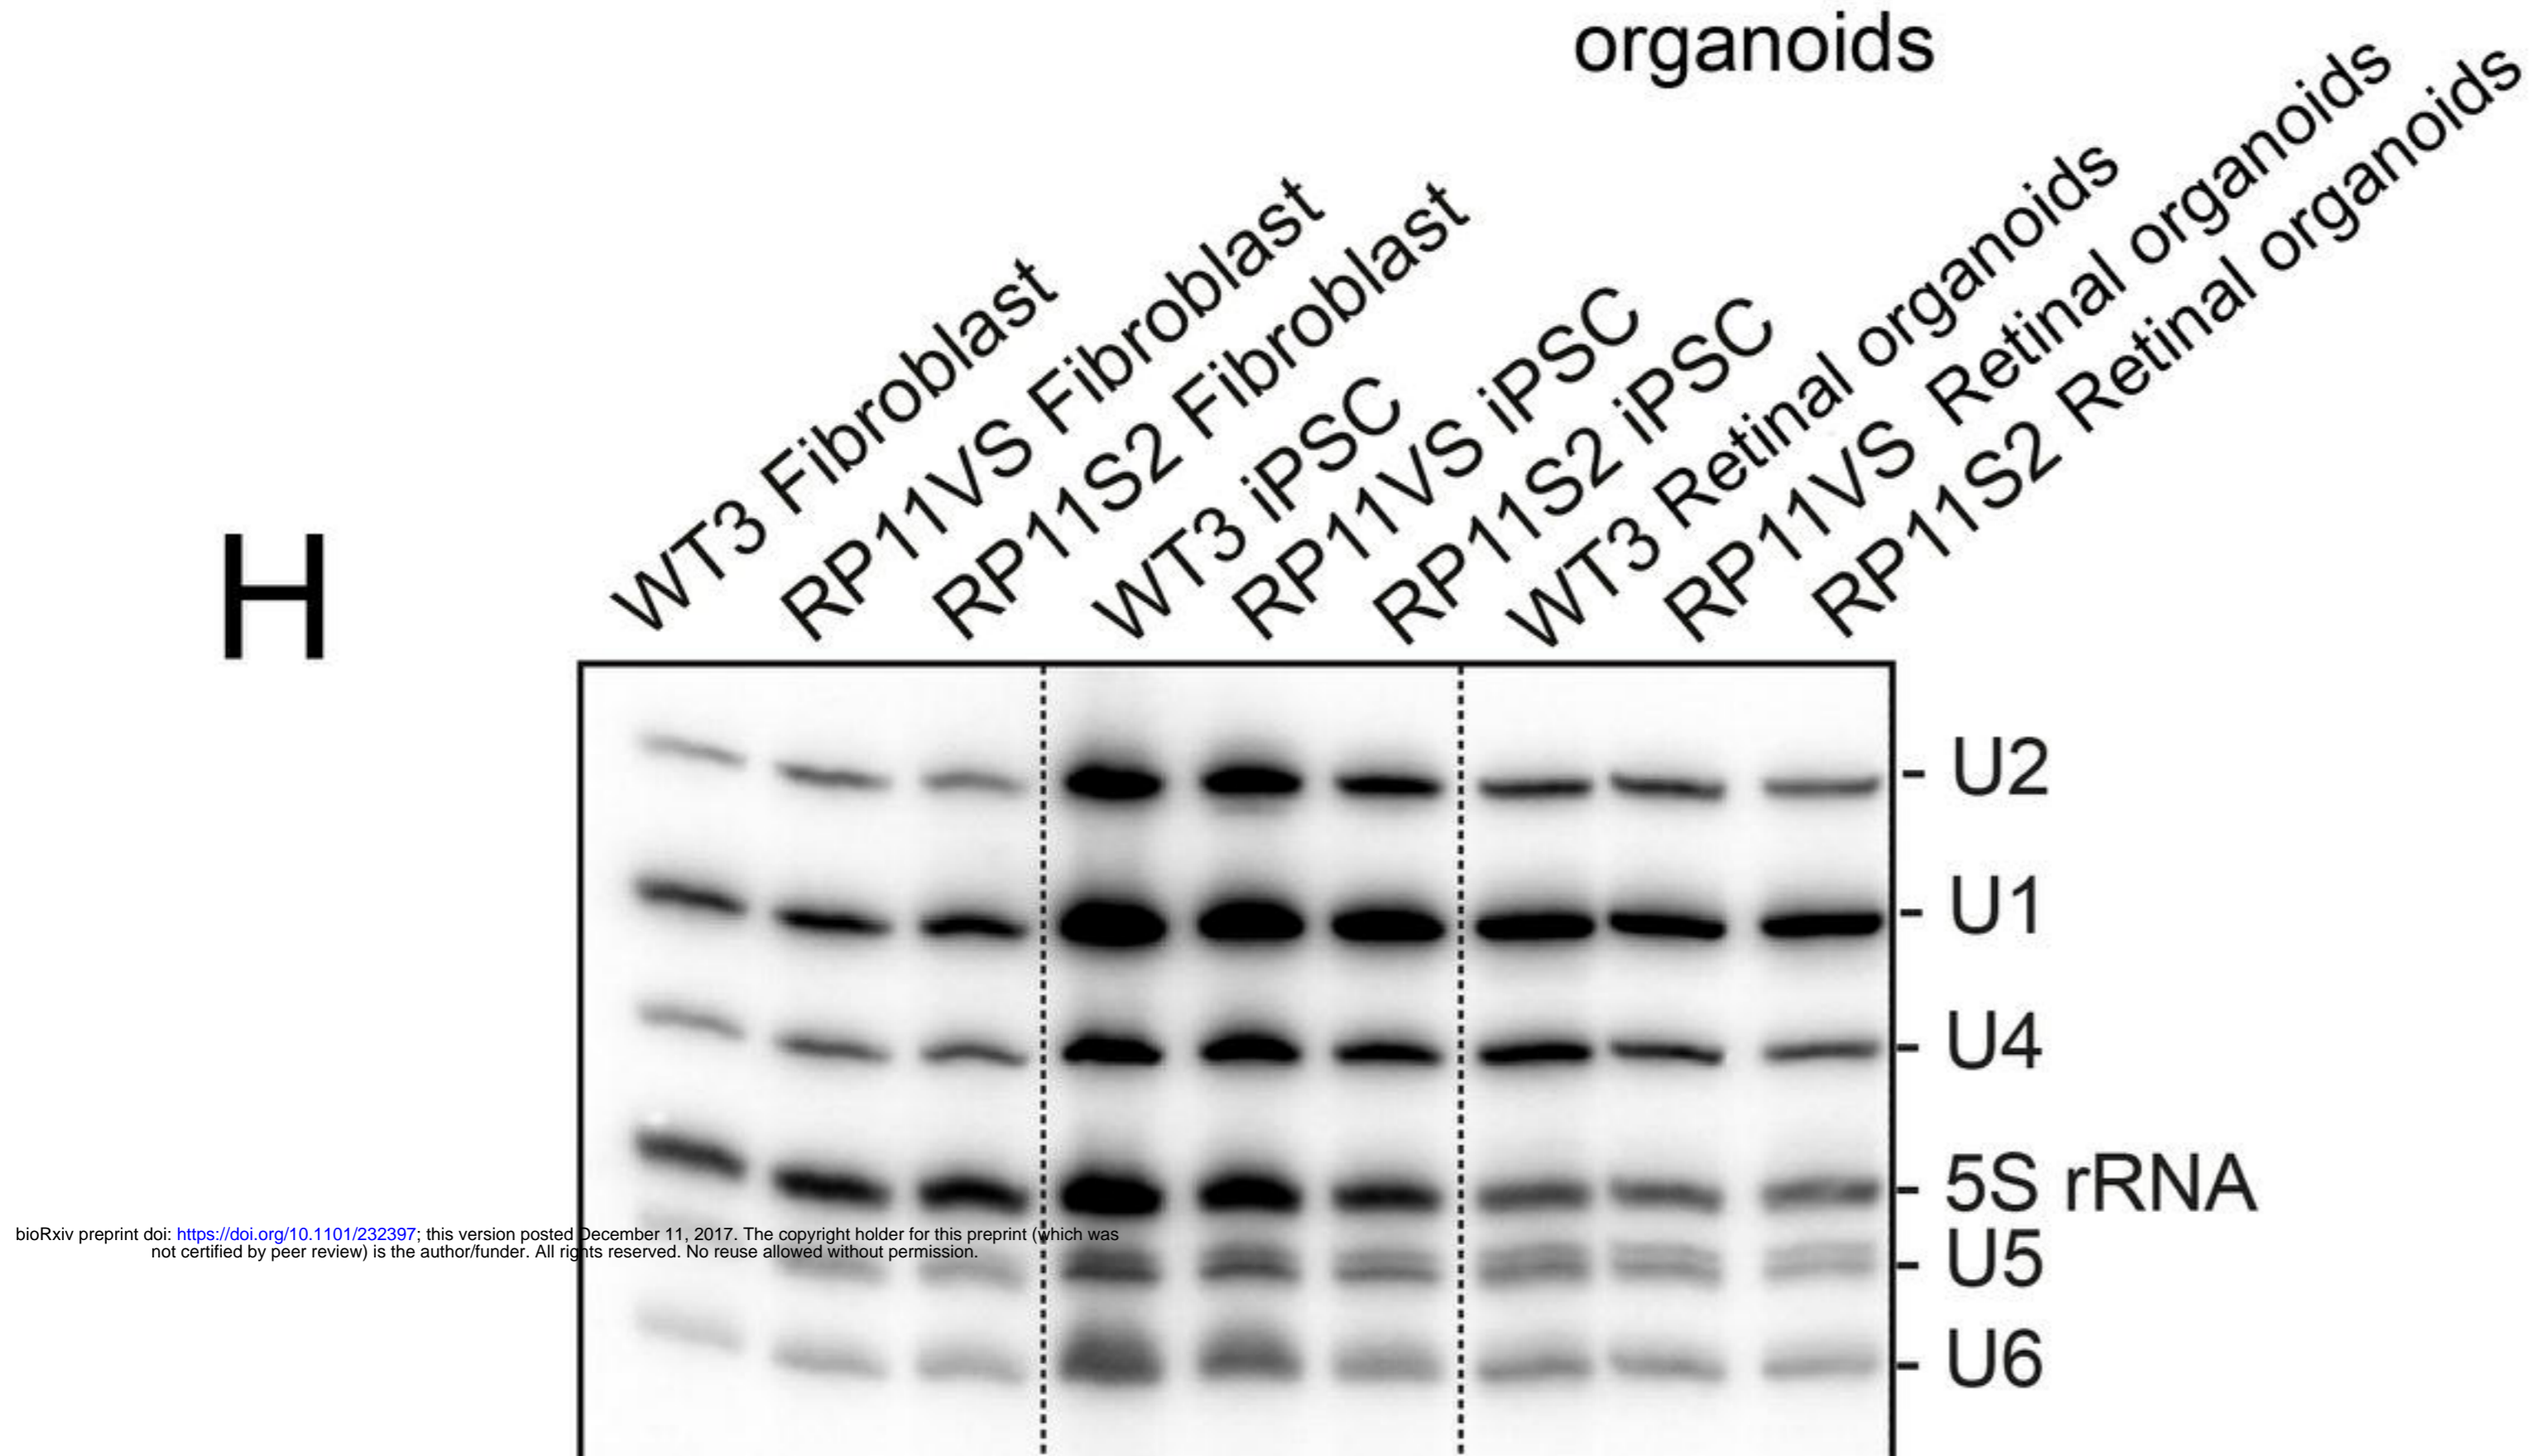 organoids
H
WT3 Fibroblast
RP11VS Fibroblast
RP11S2 Fibroblast
WT3 iPSC
RP11VS iPSC
RP11S2 iPSC
WT3 Retinal organoids
RP11VS Retinal organoids
RP11S2 Retinal organoids
- U2
- U1
- U4
- 5S rRNA
- U5
- U6
bioRxiv preprint doi: https://doi.org/10.1101/232397; this version posted December 11, 2017. The copyright holder for this preprint (which was
not certified by peer review) is the author/funder. All rights reserved. No reuse allowed without permission.